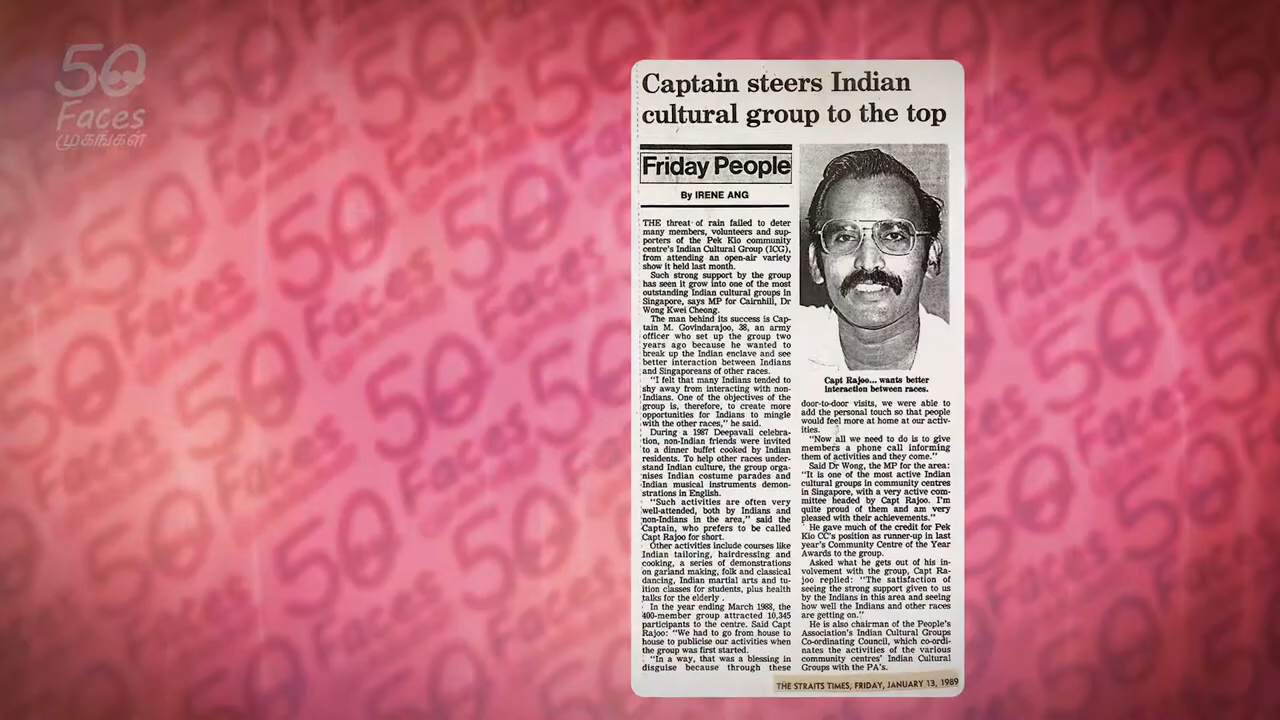 50
Faces
முகங்கள்
Captain steers Indian
cultural group to the top
Friday People
By IRENE ANG
THE threat of rain failed to deter
many members, volunteers and sup-
porters of the Pek Kio community
centre's Indian Cultural Group (ICG),
from attending an open-air variety
show it held last month.
Such strong support by the group
has seen it grow into one of the most
outstanding Indian cultural groups in
Singapore, says MP for Cairnhill, Dr
Wong Kwei Cheong.
The man behind its success is Cap-
tain M. Govindarajoo, 38, an army
officer who set up the group two
years ago because he wanted to
break up the Indian enclave and see
better interaction between Indians
and Singaporeans of other races.
"I felt that many Indians tended to
shy away from interacting with non-
Indians. One of the objectives of the
group is, therefore, to create more
opportunities for Indians to mingle
with the other races," he said.
During a 1987 Deepavali celebra-
tion, non-Indian friends were invited
to a dinner buffet cooked by Indian
residents. To help other races under-
stand Indian culture, the group orga-
nises Indian costume parades and
Indian musical instruments demon-
strations in English.
"Such activities are often very
well-attended, both by Indians and
non-Indians in the area," said the
Captain, who prefers to be called
Capt Rajoo for short.
Other activities include courses like
Indian tailoring, hairdressing and
cooking, a series of demonstrations
on garland making, folk and classical
dancing, Indian martial arts and tu-
ition classes for students, plus health
talks for the elderly .
In the year ending March 1988, the
400-member group attracted 10,345
participants to the centre. Said Capt
Rajoo: "We had to go from house to
house to publicise our activities when
the group was first started.
"In a way, that was a blessing in
disguise because through these
Capt Rajoo... wants better
interaction between races.
door-to-door visits, we were able to
add the personal touch so that people
would feel more at home at our activ-
ities.
"Now all we need to do is to give
members a phone call informing
them of activities and they come."
Said Dr Wong, the MP for the area:
"It is one of the most active Indian
cultural groups in community centres
in Singapore, with a very active com-
mittee headed by Capt Rajoo. I'm
quite proud of them and am very
pleased with their achievements."
He gave much of the credit for Pek
Kio CC's position as runner-up in last
year's Community Centre of the Year
Awards to the group.
Asked what he gets out of his in-
volvement with the group, Capt Ra-
joo replied: "The satisfaction of
seeing the strong support given to us
by the Indians in this area and seeing
how well the Indians and other races
are getting on."
He is also chairman of the People's
Association's Indian Cultural Groups
Co-ordinating Council, which co-ordi-
nates the activities of the various
community centres' Indian Cultural
Groups with the PA's.
THE STRAITS TIMES, FRIDAY, JANUARY 13, 1989